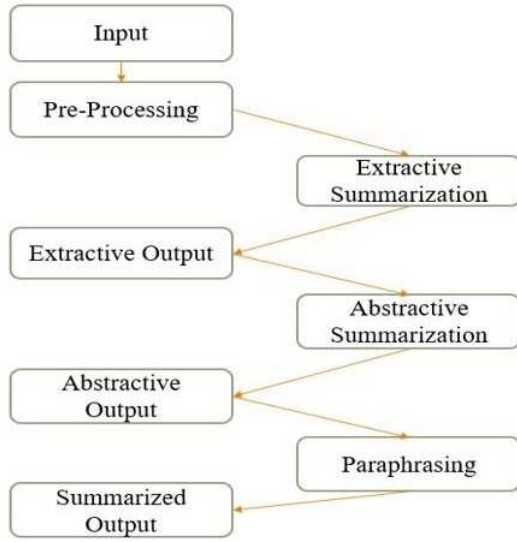 Input
Pre-Processing
Extractive
Summarization
Extractive Output
Abstractive
Summarization
Abstractive
Output
Paraphrasing
Summarized
Output